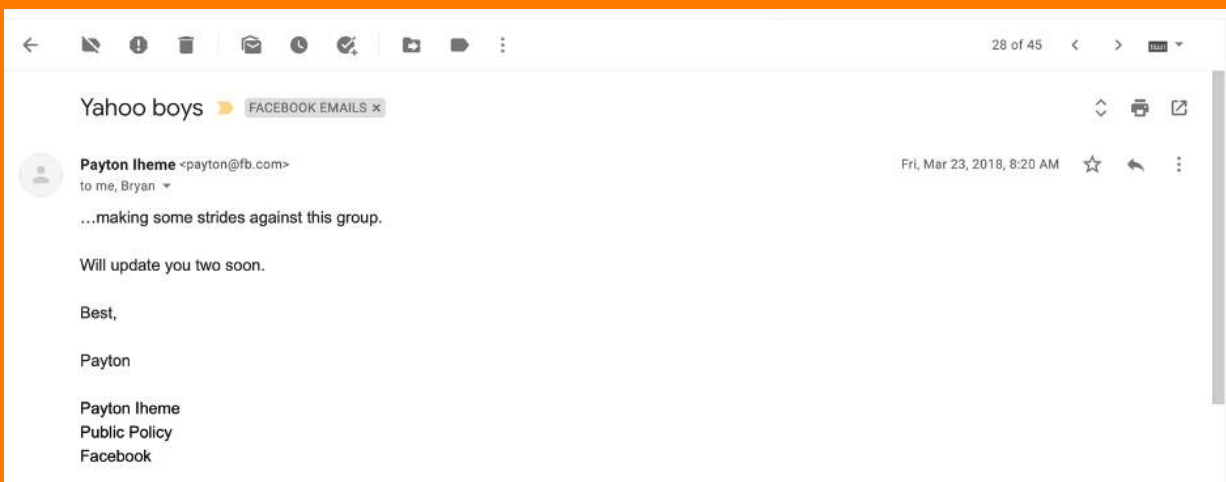 28 of 45
Yahoo boys FACEBOOK EMAILS ×
Payton Iheme <payton@fb.com> Fri, Mar 23, 2018, 8:20 AM
to me, Bryan
…making some strides against this group.
Will update you two soon.
Best,
Payton
Payton Iheme
Public Policy
Facebook